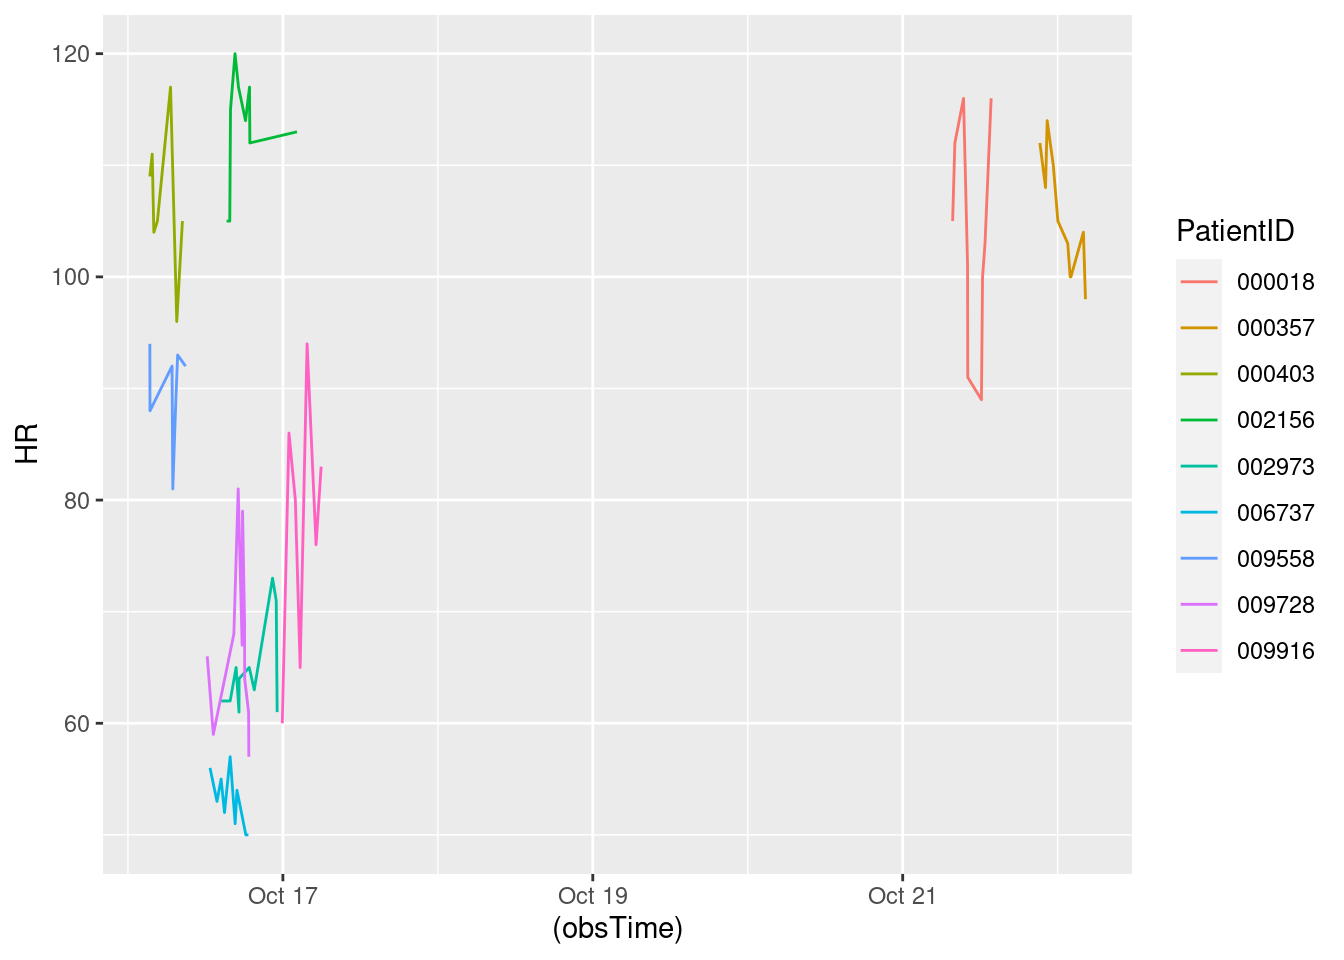 120
100
80
60
HR
Oct 17
Oct 19
Oct 21
(obsTime)
PatientID
000018
000357
000403
002156
002973
006737
009558
009728
009916